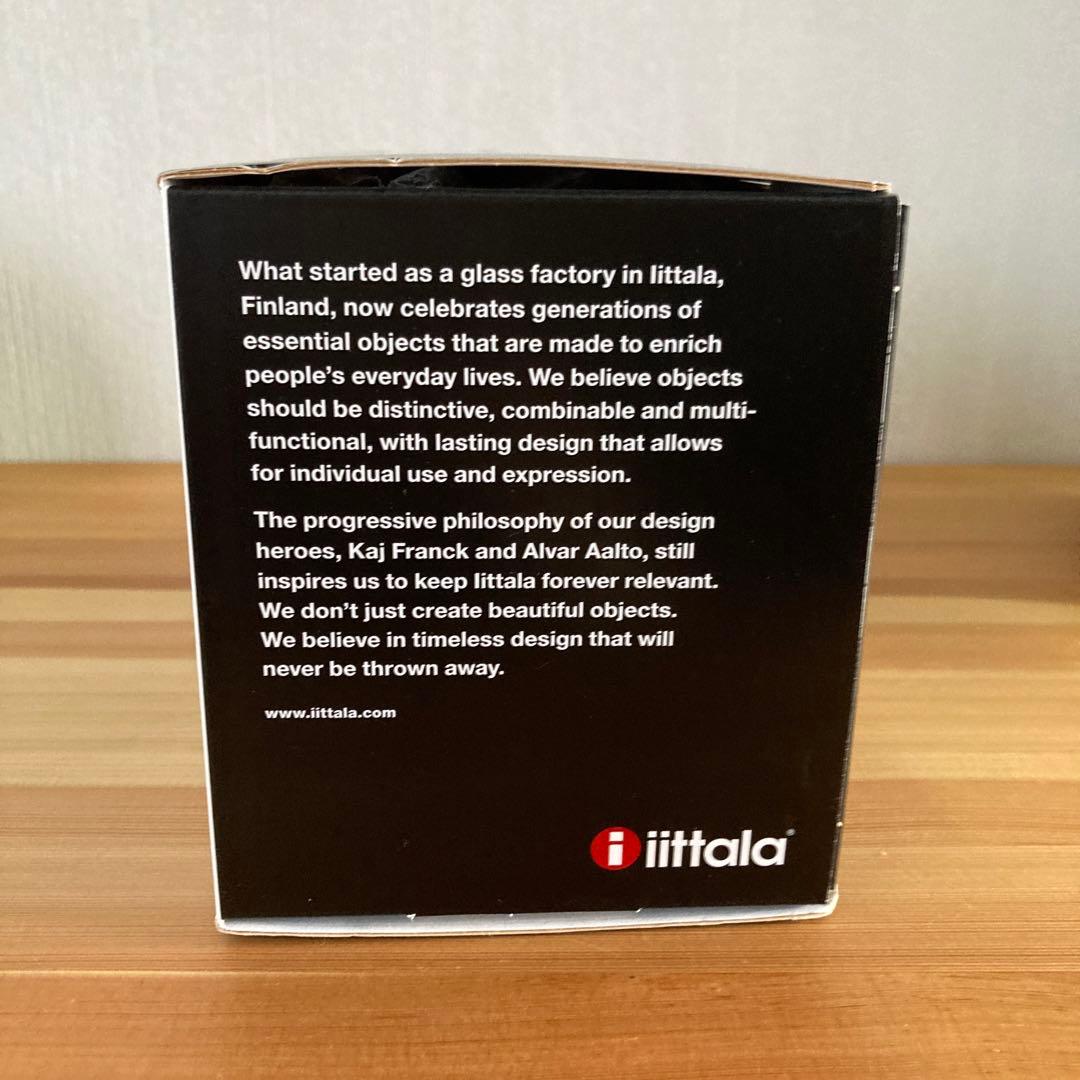 What started as a glass factory in Iittala,
Finland, now celebrates generations of
essential objects that are made to enrich
people's everyday lives. We believe objects
should be distinctive, combinable and multi-
functional, with lasting design that allows
for individual use and expression.
The progressive philosophy of our design
heroes, Kaj Franck and Alvar Aalto, still
inspires us to keep Iittala forever relevant.
We don't just create beautiful objects.
We believe in timeless design that will
never be thrown away.
www.iittala.com
i iittala®